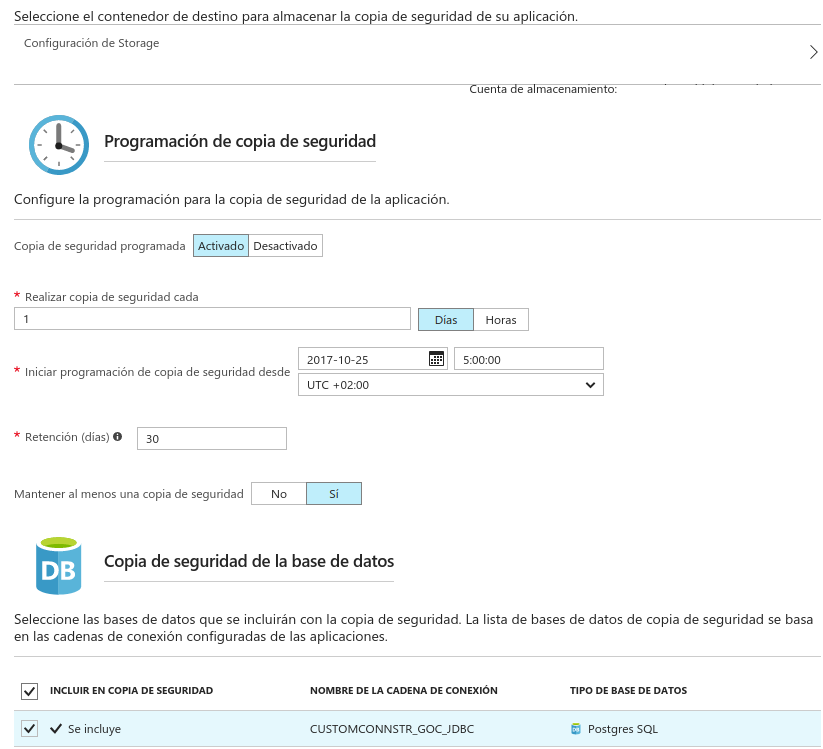 Seleccione el contenedor de destino para almacenar la copia de seguridad de su aplicación.
Configuración de Storage
Cuenta de almacenamiento:
Programación de copia de seguridad
Configure la programación para la copia de seguridad de la aplicación.
Copia de seguridad programada Activado Desactivado
* Realizar copia de seguridad cada
1 Días Horas
2017-10-25 5:00:00
* Iniciar programación de copia de seguridad desde
UTC +02:00
* Retención (días) 30
Mantener al menos una copia de seguridad No Sí
DB Copia de seguridad de la base de datos
Seleccione las bases de datos que se incluirán con la copia de seguridad. La lista de bases de datos de copia de seguridad se basa
en las cadenas de conexión configuradas de las aplicaciones.
INCLUIR EN COPIA DE SEGURIDAD NOMBRE DE LA CADENA DE CONEXIÓN TIPO DE BASE DE DATOS
Se incluye CUSTOMCONNSTR_GOC_JDBC Postgres SQL